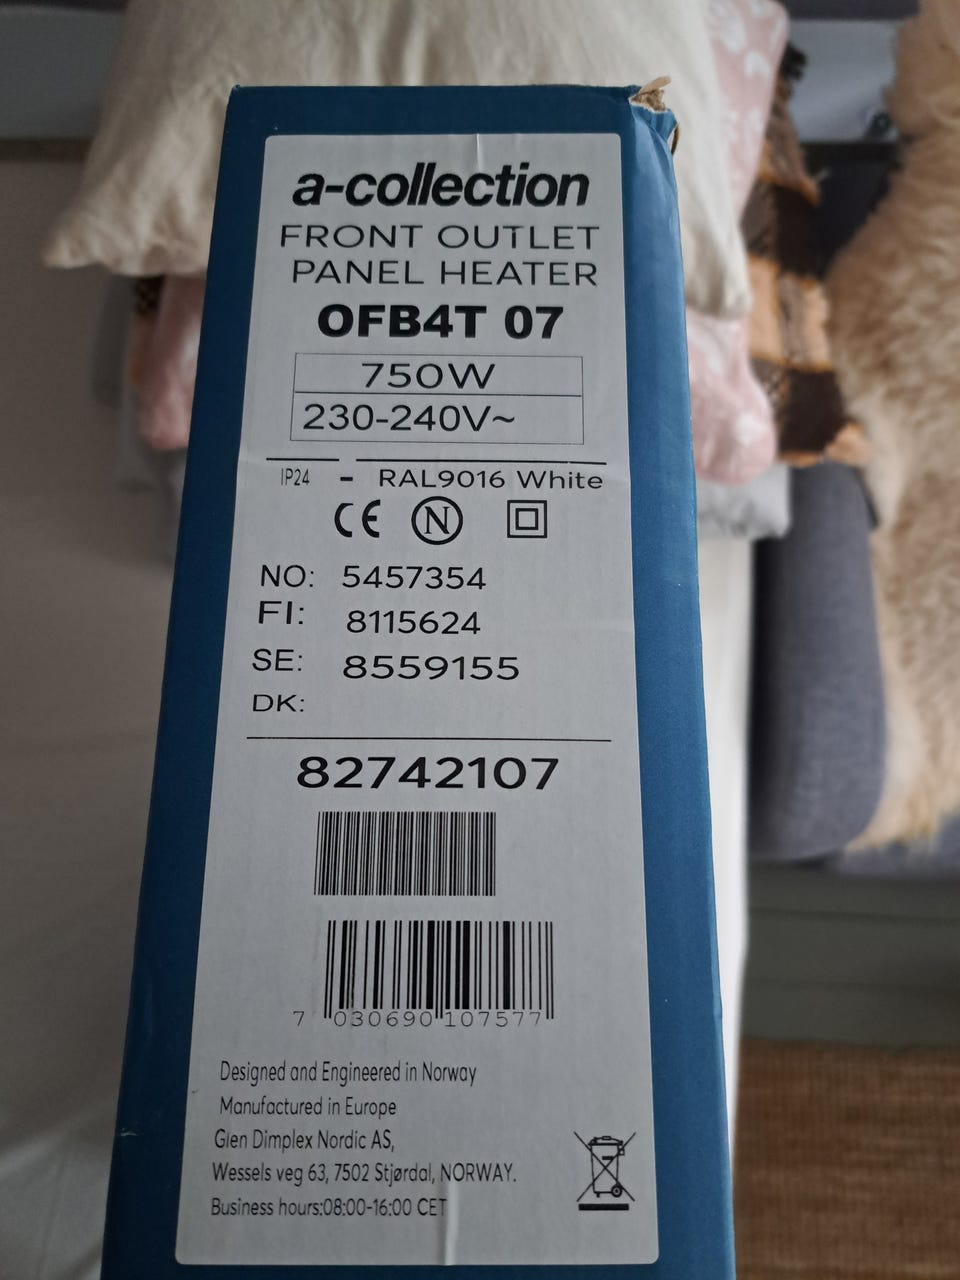 a-collection
FRONT OUTLET
PANEL HEATER
OFB4T 07
750W
230-240V~
IP24 - RAL9016 White
CE N
NO: 5457354
FI: 8115624
SE: 8559155
DK:
82742107
7 030690 107577
Designed and Engineered in Norway
Manufactured in Europe
Glen Dimplex Nordic AS,
Wessels veg 63, 7502 Stjørdal, NORWAY.
Business hours:08:00-16:00 CET